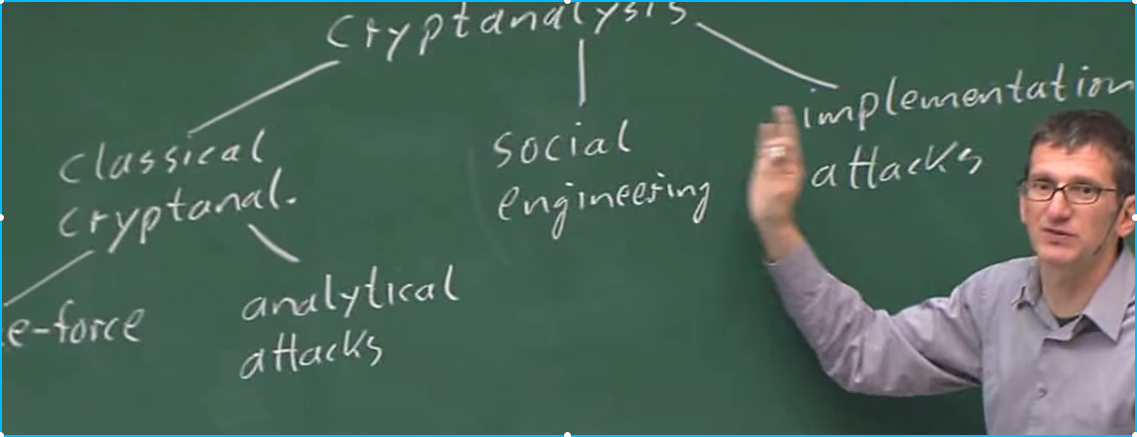 Cryptanalysis
implementation
attacks
classical
cryptanal.
social
engineering
e-force
analytical
attacks